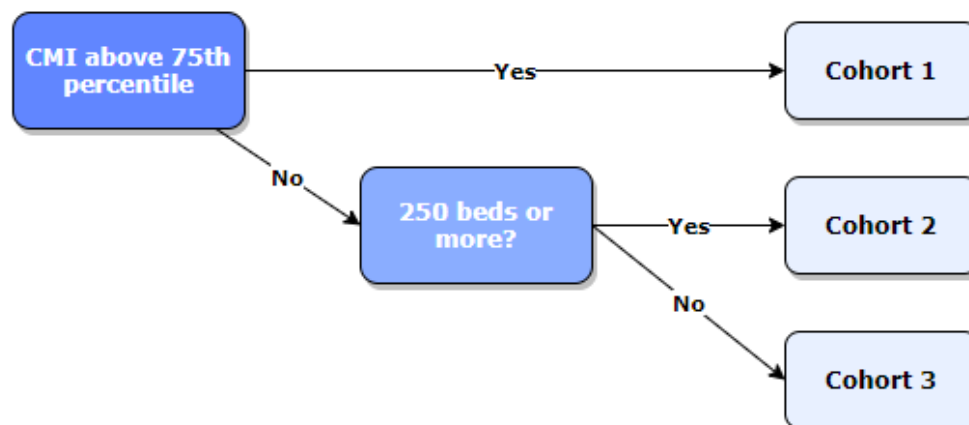 CMI above 75th
percentile
Yes
Cohort 1
No
250 beds or
more?
Yes
Cohort 2
No
Cohort 3